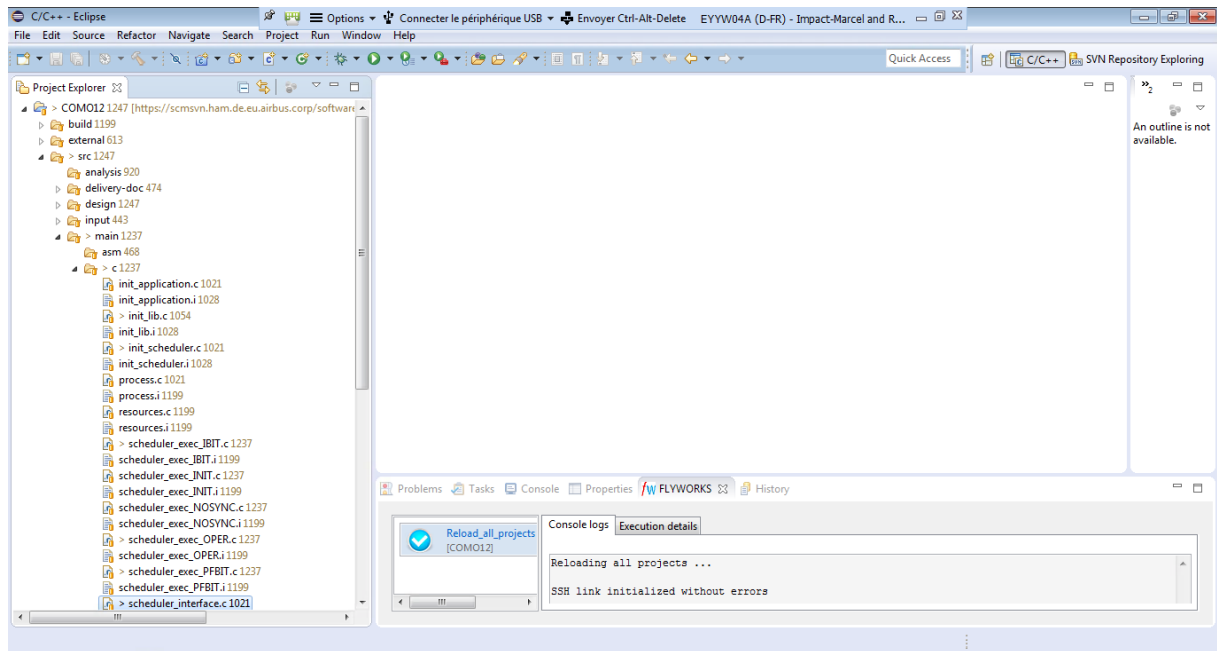 C/C++ - Eclipse
Options Connecter le périphérique USB Envoyer Ctrl-Alt-Delete EYYW04A (D-FR) - Impact-Marcel and R...
File Edit Source Refactor Navigate Search Project Run Window Help
Quick Access C/C++ SVN Repository Exploring
Project Explorer
> COMO12 1247 [https://scmsvn.ham.de.eu.airbus.corp/software
build 1199
external 613
> src 1247
analysis 920
delivery-doc 474
design 1247
input 443
> main 1237
asm 468
> c 1237
init_application.c 1021
init_application.i 1028
> init_lib.c 1054
init_lib.i 1028
> init_scheduler.c 1021
init_scheduler.i 1028
process.c 1021
process.i 1199
resources.c 1199
resources.i 1199
> scheduler_exec_IBIT.c 1237
scheduler_exec_IBIT.i 1199
scheduler_exec_INIT.c 1237
scheduler_exec_INIT.i 1199
scheduler_exec_NOSYNC.c 1237
scheduler_exec_NOSYNC.i 1199
> scheduler_exec_OPER.c 1237
scheduler_exec_OPER.i 1199
> scheduler_exec_PFBIT.c 1237
scheduler_exec_PFBIT.i 1199
> scheduler_interface.c 1021
»2
An outline is not
available.
Problems Tasks Console Properties fw FLYWORKS History
Reload_all_projects
[COMO12]
Console logs Execution details
Reloading all projects ...
SSH link initialized without errors